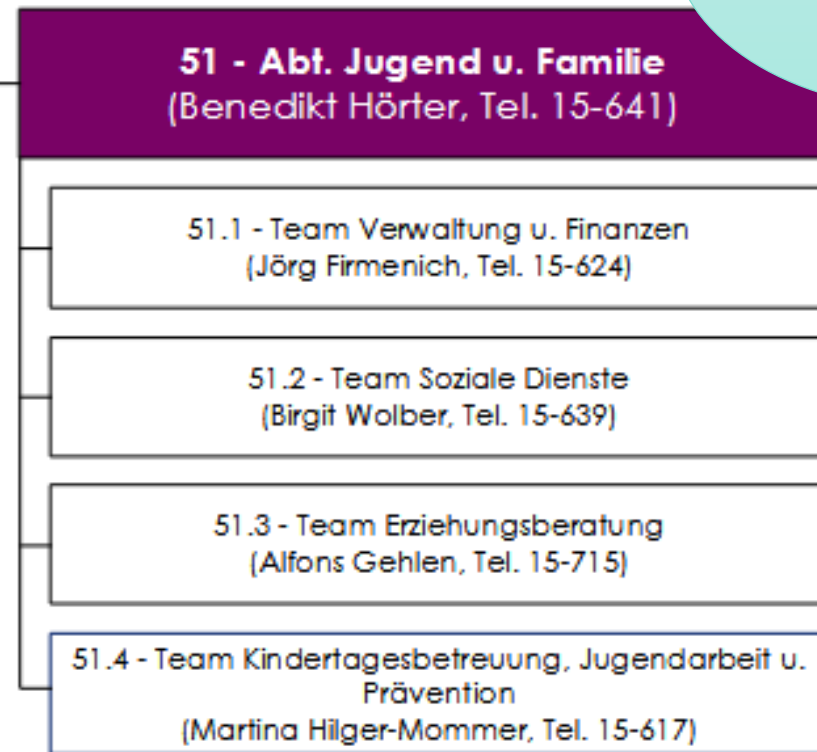 51 - Abt. Jugend u. Familie
(Benedikt Hörter, Tel. 15-641)
51.1 - Team Verwaltung u. Finanzen
(Jörg Firmenich, Tel. 15-624)
51.2 - Team Soziale Dienste
(Birgit Wolber, Tel. 15-639)
51.3 - Team Erziehungsberatung
(Alfons Gehlen, Tel. 15-715)
51.4 - Team Kindertagesbetreuung, Jugendarbeit u.
Prävention
(Martina Hilger-Mommer, Tel. 15-617)